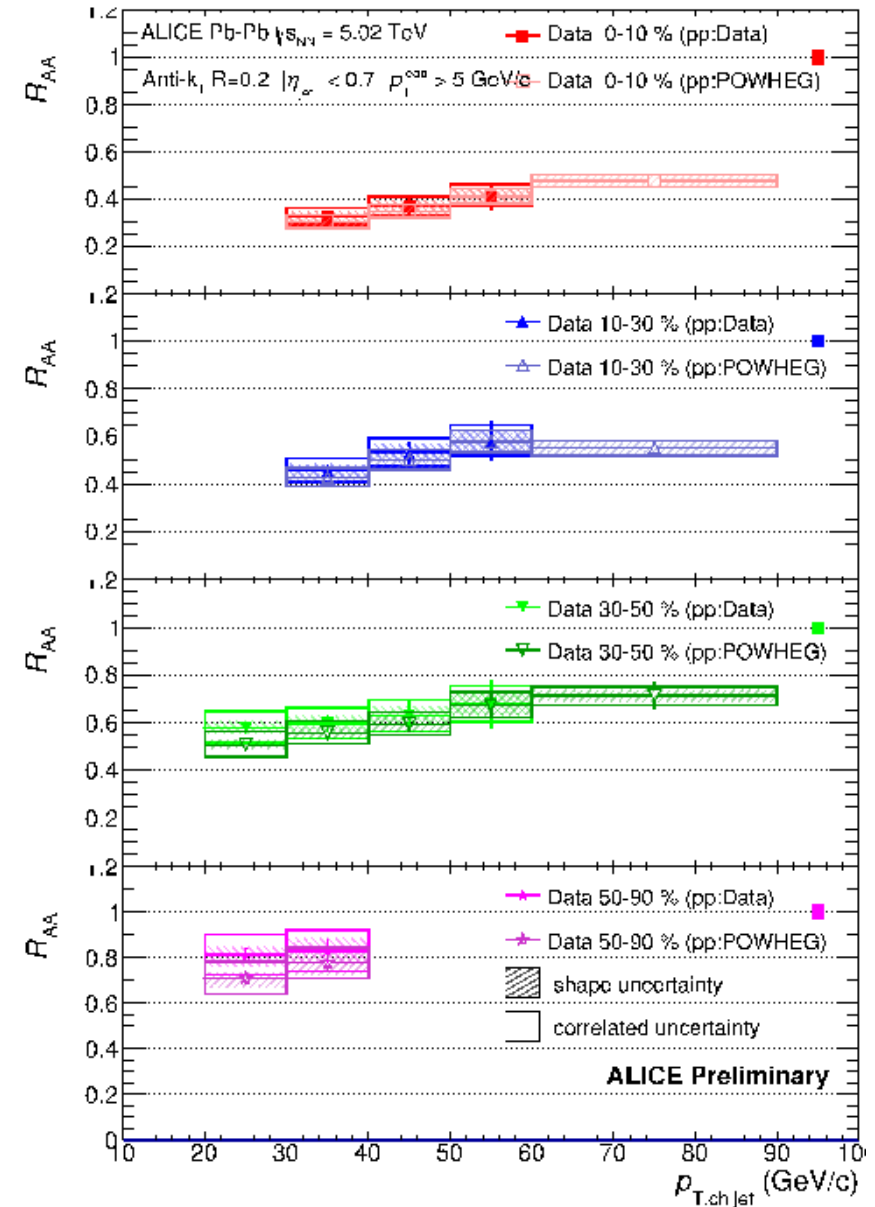 1.2
ALICE Pb-Pb √sNN = 5.02 TeV
Data 0-10 % (pp:Data)
1
Anti-kT R=0.2 |ηjet < 0.7 pT > 5 GeV/c
Data 0-10 % (pp:POWHEG)
RAA
0.8
0.6
0.4
0.2
1.2
Data 10-30 % (pp:Data)
1
Data 10-30 % (pp:POWHEG)
RAA
0.8
0.6
0.4
0.2
1.2
Data 30-50 % (pp:Data)
1
Data 30-50 % (pp:POWHEG)
RAA
0.8
0.6
0.4
0.2
1.2
Data 50-90 % (pp:Data)
1
Data 50-90 % (pp:POWHEG)
RAA
0.8
shape uncertainty
0.6
correlated uncertainty
0.4
ALICE Preliminary
0.2
0
10 20 30 40 50 60 70 80 90 10
pT,ch jet (GeV/c)